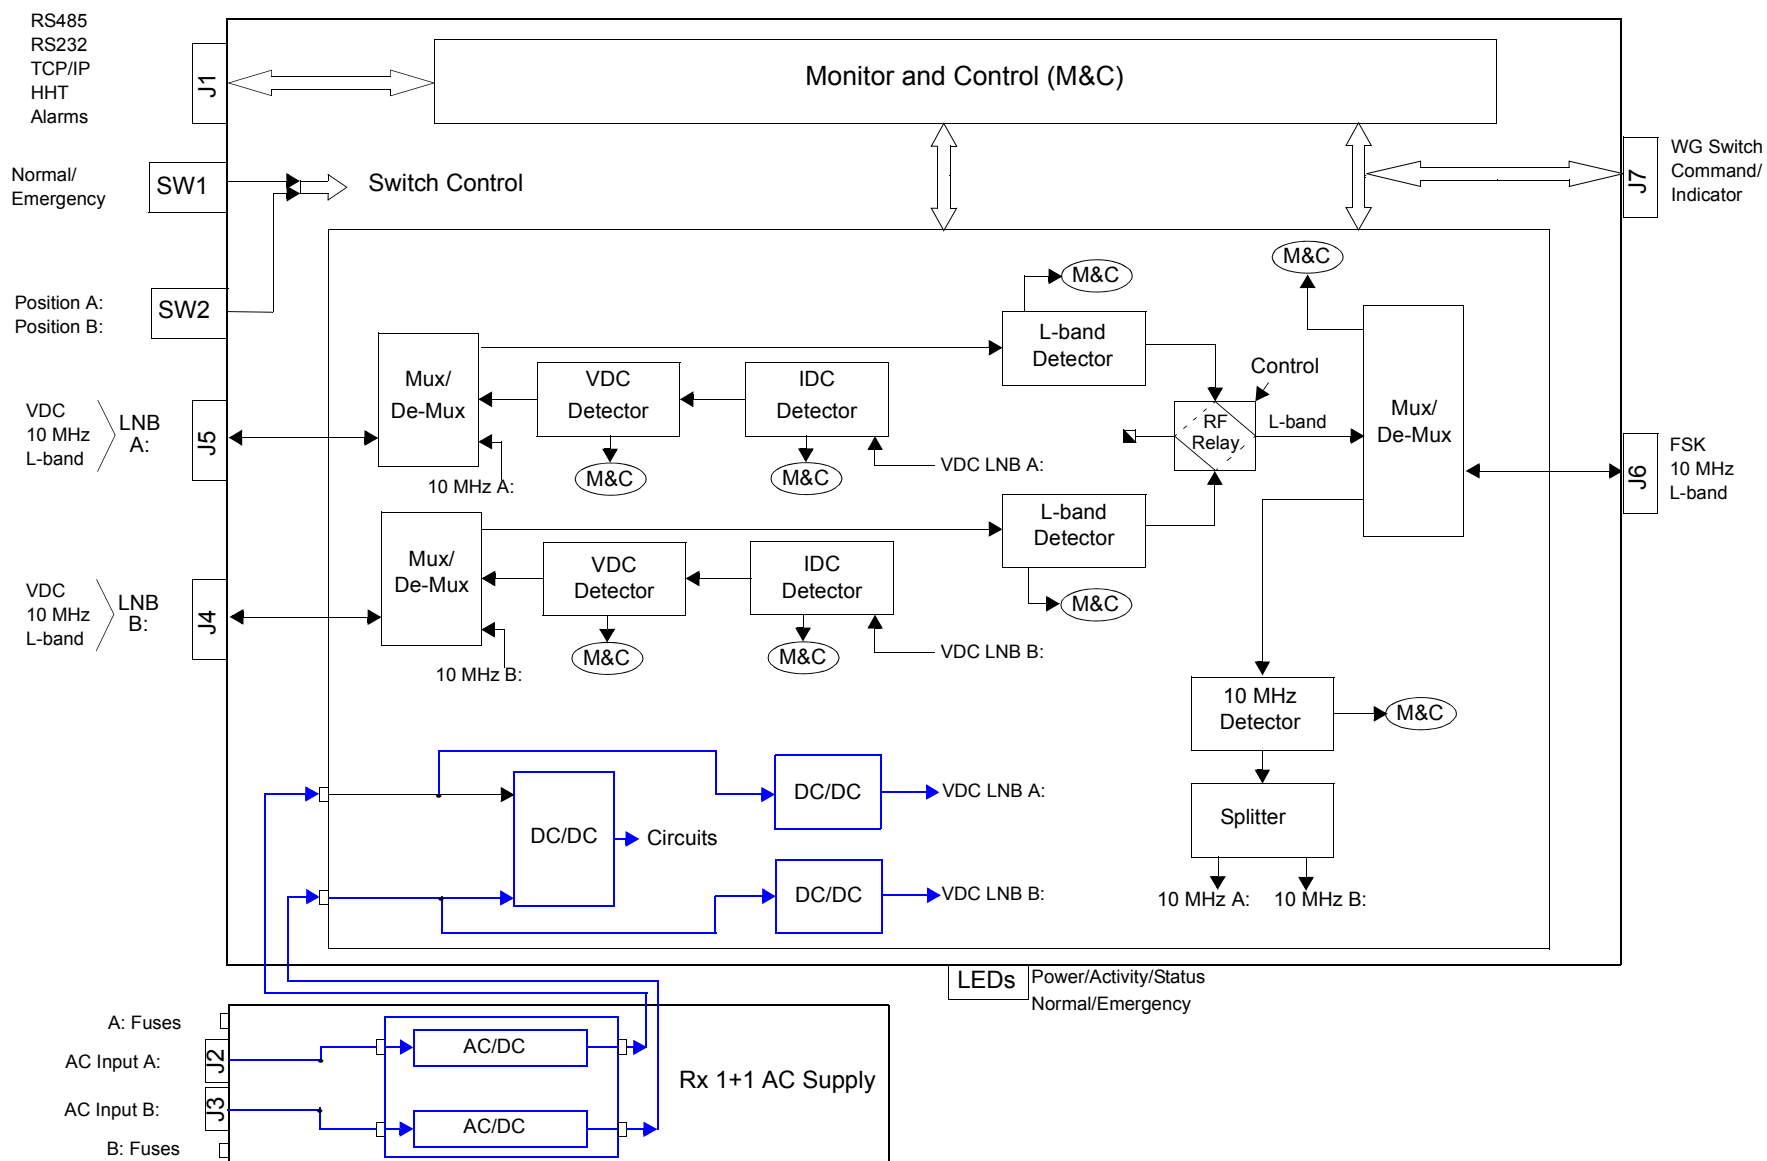 RS485
RS232
TCP/IP
HHT
Alarms
J1
Monitor and Control (M&C)
Normal/
Emergency
SW1
Switch Control
J7
WG Switch
Command/
Indicator
Position A:
Position B:
SW2
M&C
M&C
L-band
Detector
Control
Mux/
De-Mux
VDC
Detector
IDC
Detector
RF
Relay
L-band
Mux/
De-Mux
VDC
10 MHz
L-band
LNB
A:
J5
10 MHz A:
M&C
M&C
VDC LNB A:
J6
FSK
10 MHz
L-band
L-band
Detector
Mux/
De-Mux
VDC
Detector
IDC
Detector
M&C
VDC
10 MHz
L-band
LNB
B:
J4
10 MHz B:
M&C
M&C
VDC LNB B:
10 MHz
Detector
M&C
DC/DC
VDC LNB A:
DC/DC
Circuits
Splitter
DC/DC
VDC LNB B:
10 MHz A:
10 MHz B:
LEDs
Power/Activity/Status
Normal/Emergency
A: Fuses
AC Input A:
J2
AC/DC
Rx 1+1 AC Supply
AC Input B:
J3
AC/DC
B: Fuses